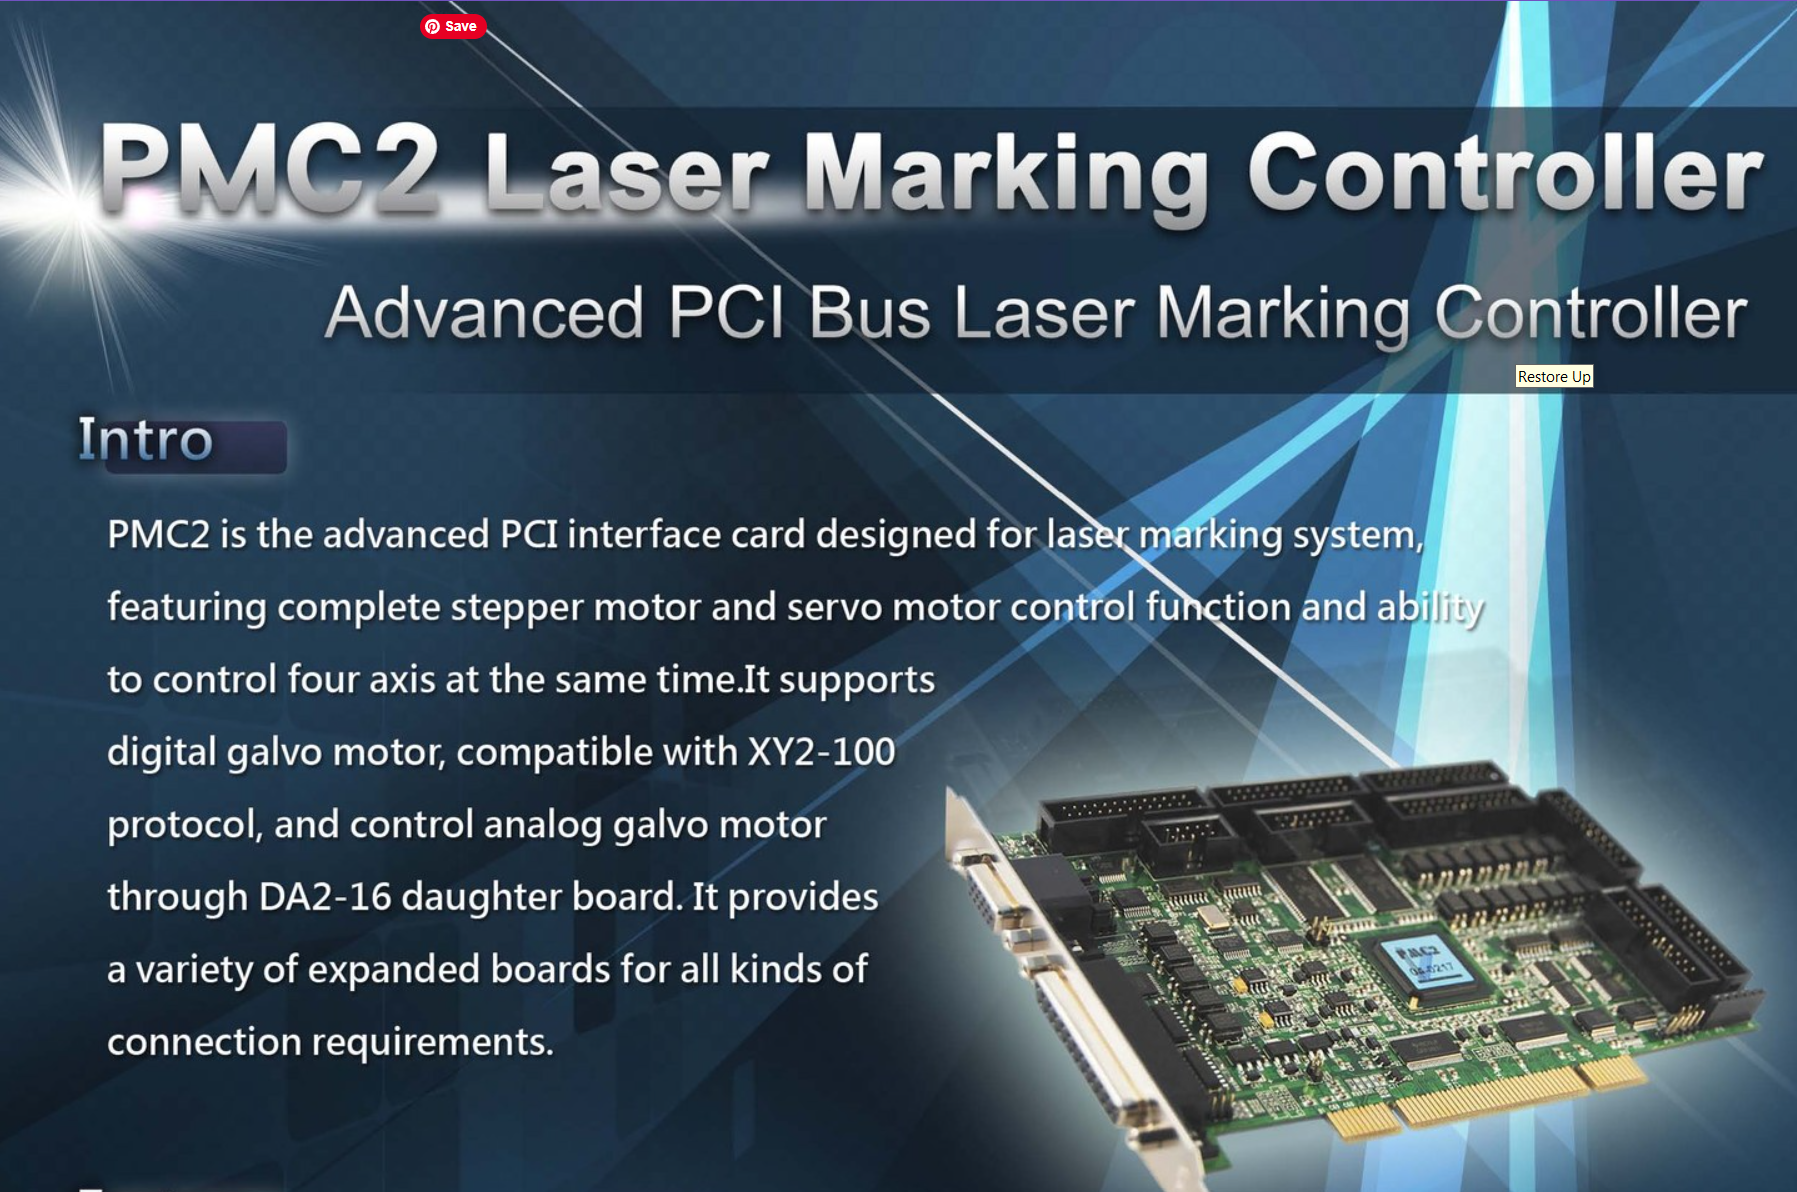 Save
PMC2 Laser Marking Controller
Advanced PCI Bus Laser Marking Controller
Restore Up
Intro
PMC2 is the advanced PCI interface card designed for laser marking system,
featuring complete stepper motor and servo motor control function and ability
to control four axis at the same time.It supports
digital galvo motor, compatible with XY2-100
protocol, and control analog galvo motor
through DA2-16 daughter board. It provides
a variety of expanded boards for all kinds of
connection requirements.
PMC2